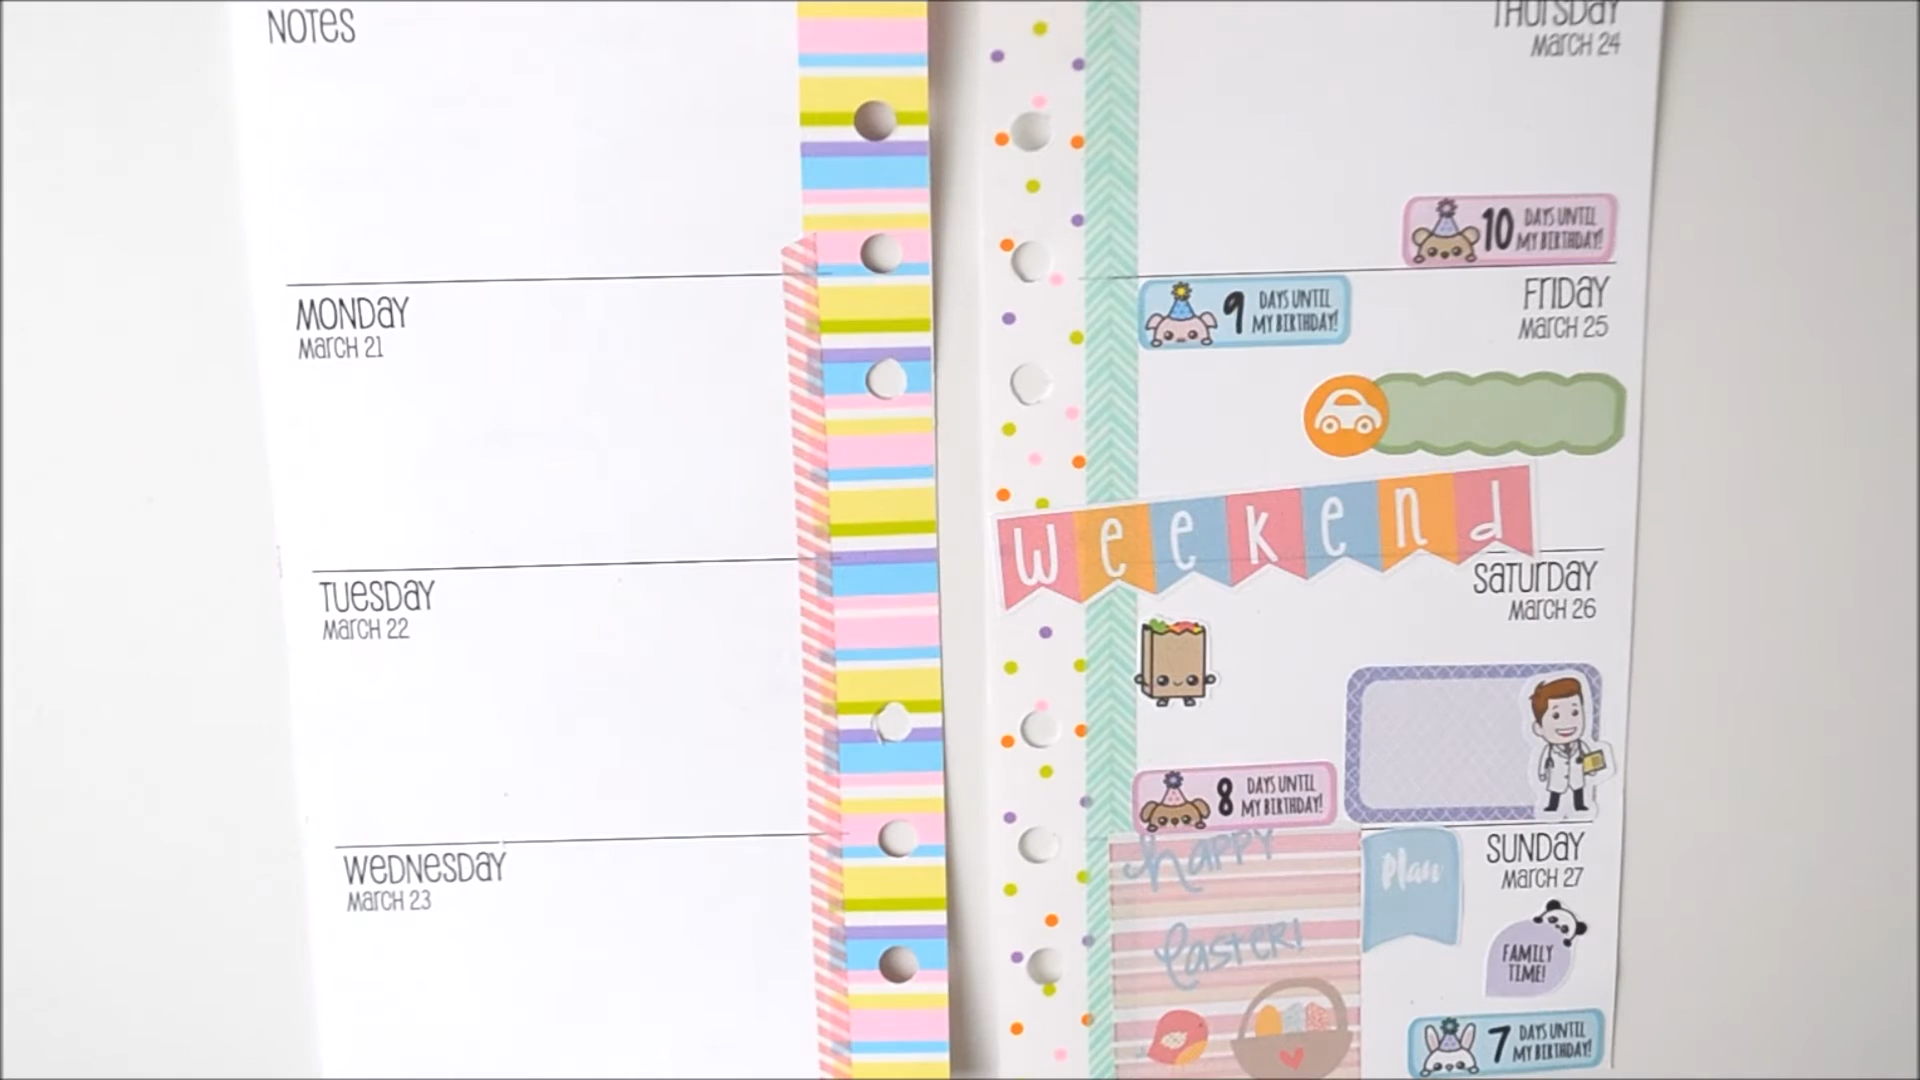 NOTES
MONDAY
March 21
TUESDAY
March 22
WEDNESDAY
March 23
THURSDAY
March 24
10 DAYS UNTIL
MY BIRTHDAY!
FRIDAY
March 25
9 DAYS UNTIL
MY BIRTHDAY!
weekend
SATURDAY
March 26
8 DAYS UNTIL
MY BIRTHDAY!
happy
Easter!
Plan
SUNDAY
March 27
FAMILY
TIME!
7 DAYS UNTIL
MY BIRTHDAY!